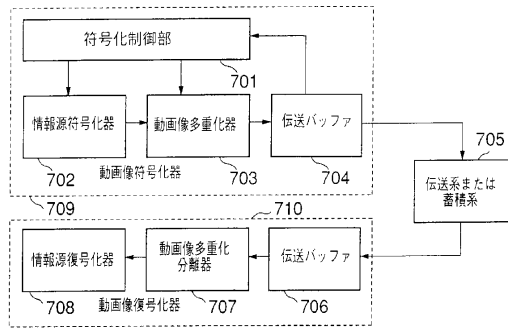 符号化制御部
701
情報源符号化器
動画像多重化器
伝送バッファ
702
動画像符号化器
703
704
705
伝送系または
蓄積系
709
710
情報源復号化器
動画像多重化
分離器
伝送バッファ
708
動画像復号化器
707
706